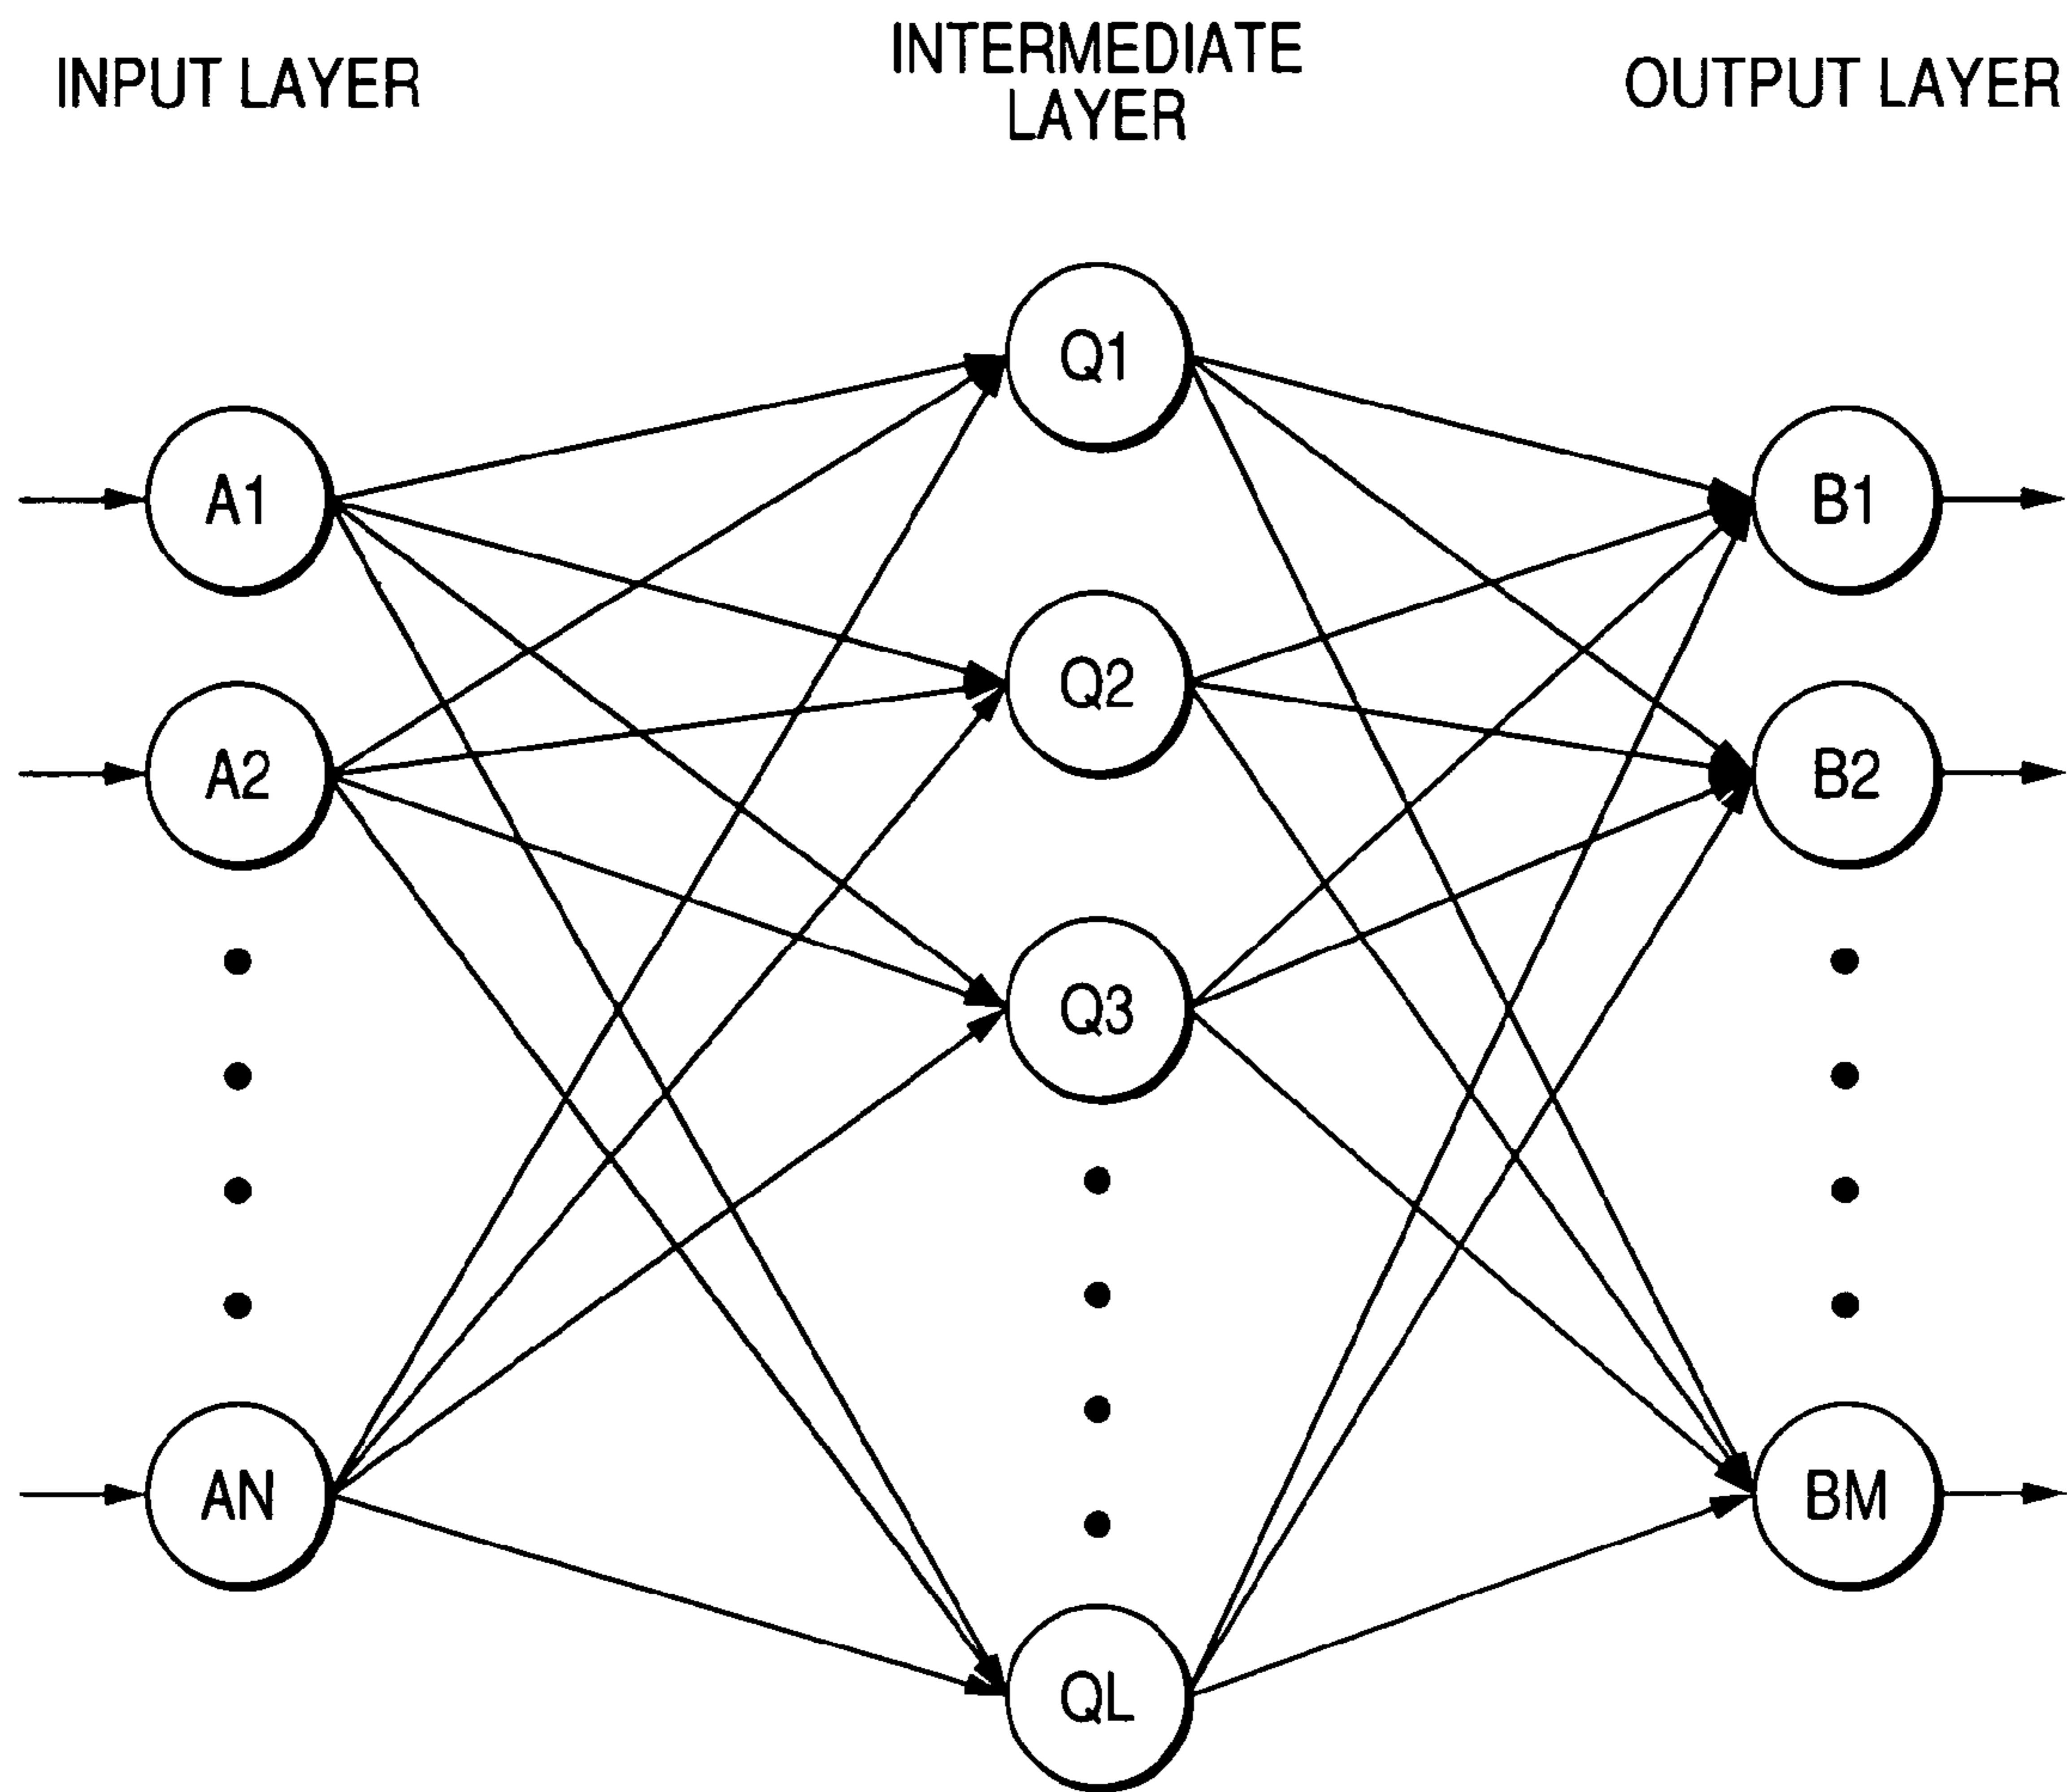 INPUT LAYER
INTERMEDIATE
LAYER
OUTPUT LAYER
A1
A2
AN
Q1
Q2
Q3
QL
B1
B2
BM